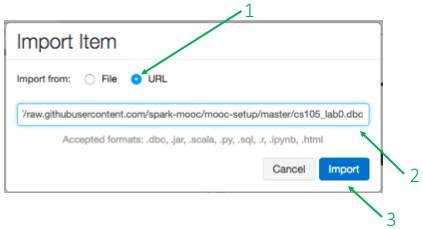 1
Import Item
Import from: File URL
'/raw.githubusercontent.com/spark-mooc/mooc-setup/master/cs105_lab0.dbc
Accepted formats: .dbc, .jar, .scala, .py, .sql, .r, .ipynb, .html
2
Cancel Import
3